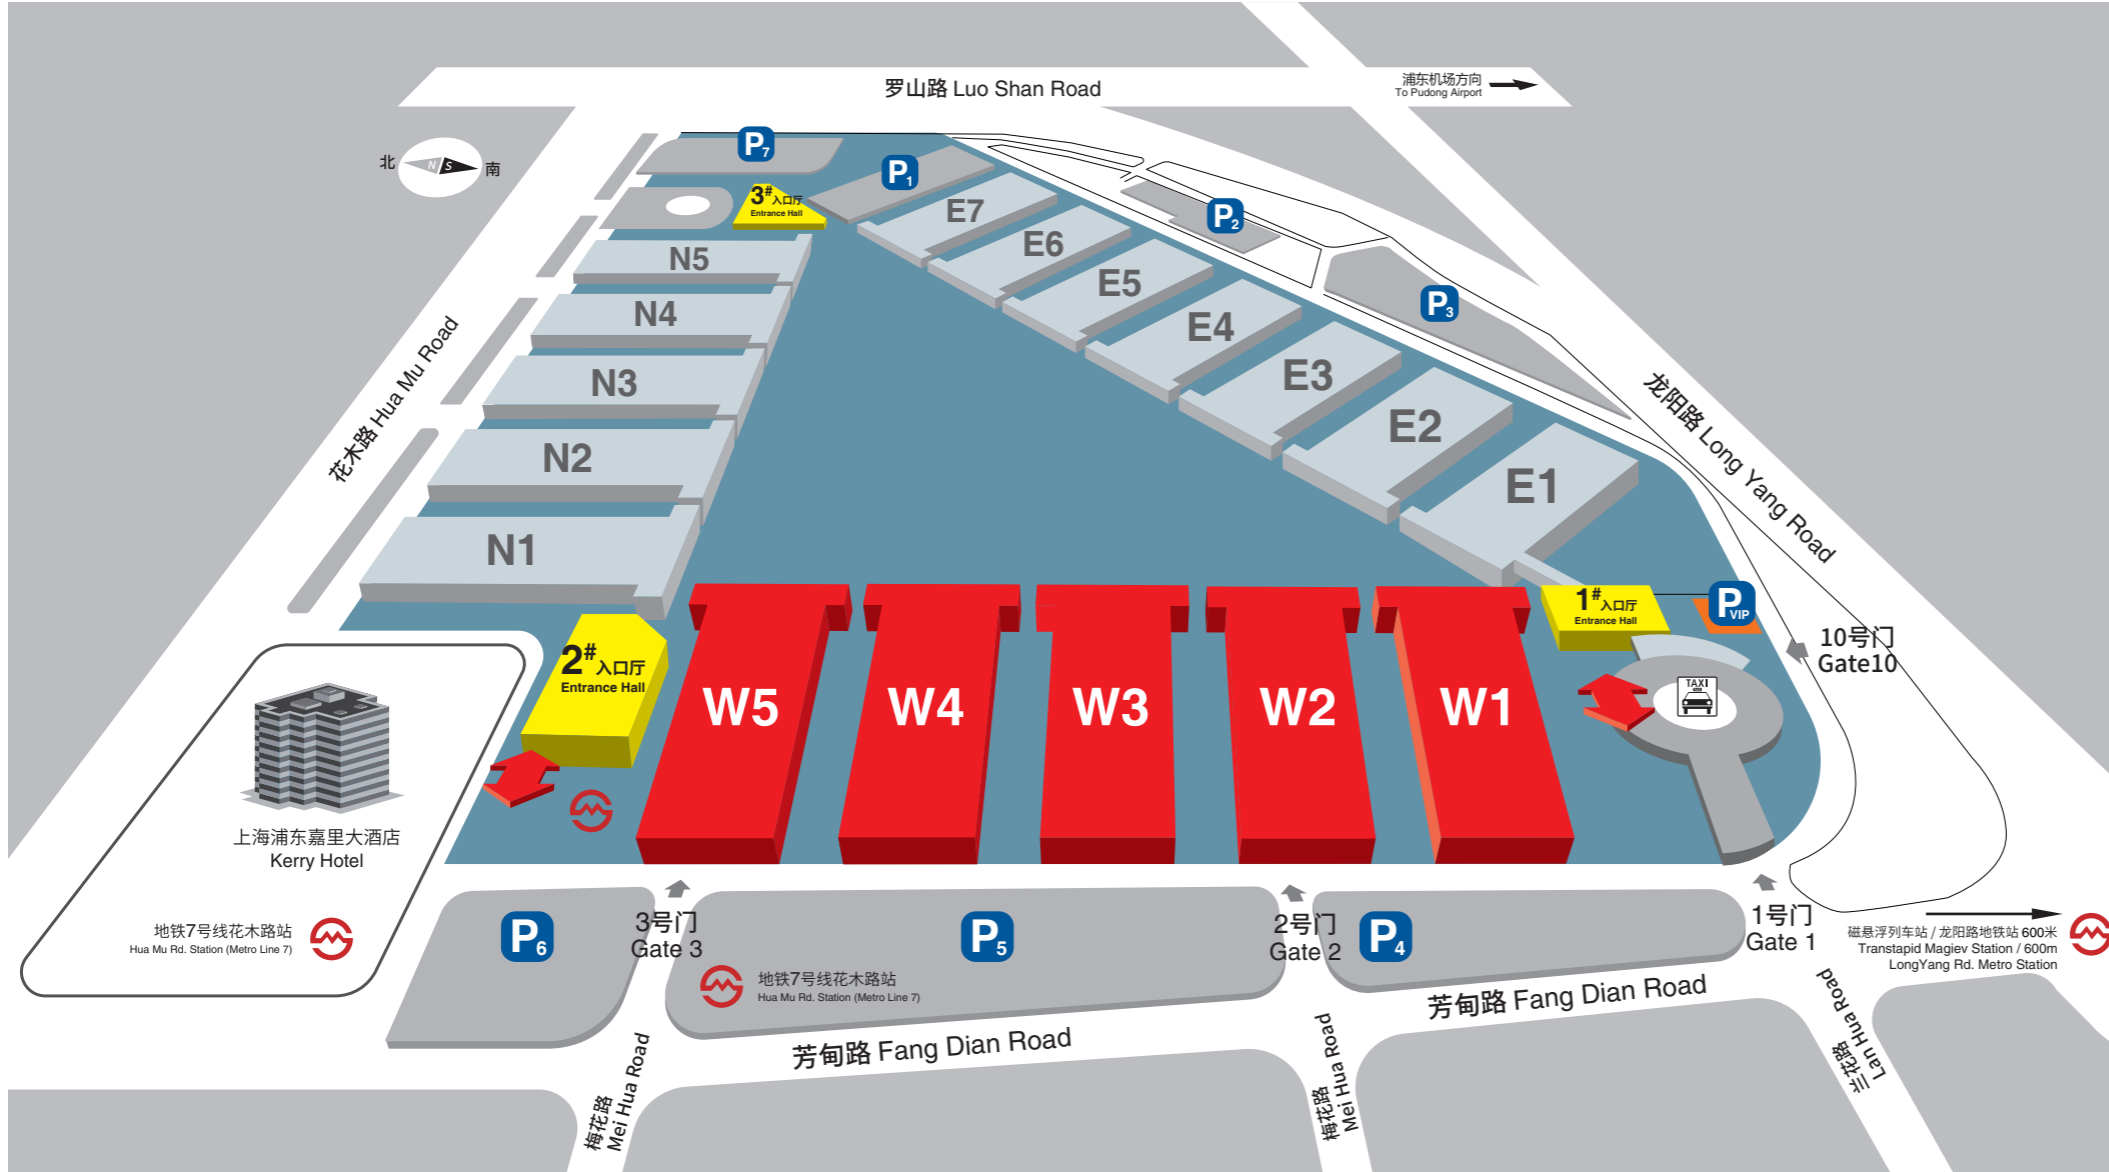 罗山路 Luo Shan Road
浦东机场方向
To Pudong Airport
北
N
S
南
P7
P1
3#入口厅
Entrance Hall
P2
P3
E7
E6
E5
E4
E3
E2
E1
N5
N4
N3
N2
N1
花木路 Hua Mu Road
龙阳路 Long Yang Road
2#入口厅
Entrance Hall
1#入口厅
Entrance Hall
PVIP
10号门
Gate10
TAXI
W5
W4
W3
W2
W1
上海浦东嘉里大酒店
Kerry Hotel
地铁7号线花木路站
Hua Mu Rd. Station (Metro Line 7)
P6
3号门
Gate 3
P5
地铁7号线花木路站
Hua Mu Rd. Station (Metro Line 7)
2号门
Gate 2
P4
1号门
Gate 1
磁悬浮列车站 / 龙阳路地铁站 600米
Transtapid Magiev Station / 600m
LongYang Rd. Metro Station
芳甸路 Fang Dian Road
芳甸路 Fang Dian Road
梅花路
Mei Hua Road
梅花路
Mei Hua Road
兰花路
Lan Hua Road